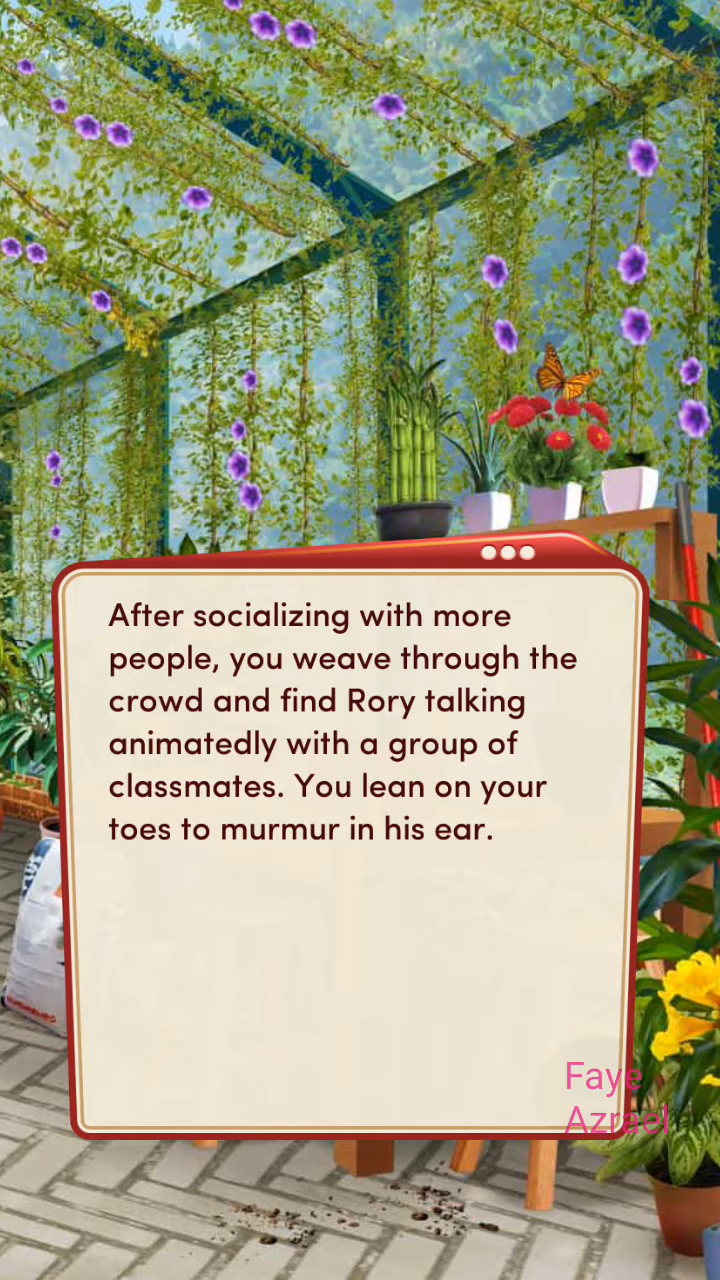 After socializing with more
people, you weave through the
crowd and find Rory talking
animatedly with a group of
classmates. You lean on your
toes to murmur in his ear.
Faye
Azrael